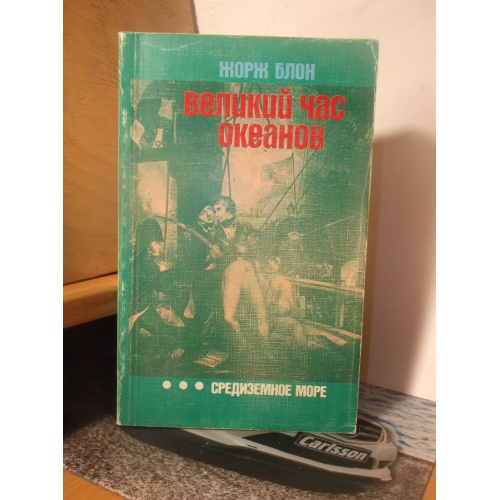 ЖОРЖ БЛОН
ВЕЛИКИЙ ЧАС
ОКЕАНОВ
СРЕДИЗЕМНОЕ МОРЕ
Carlsson